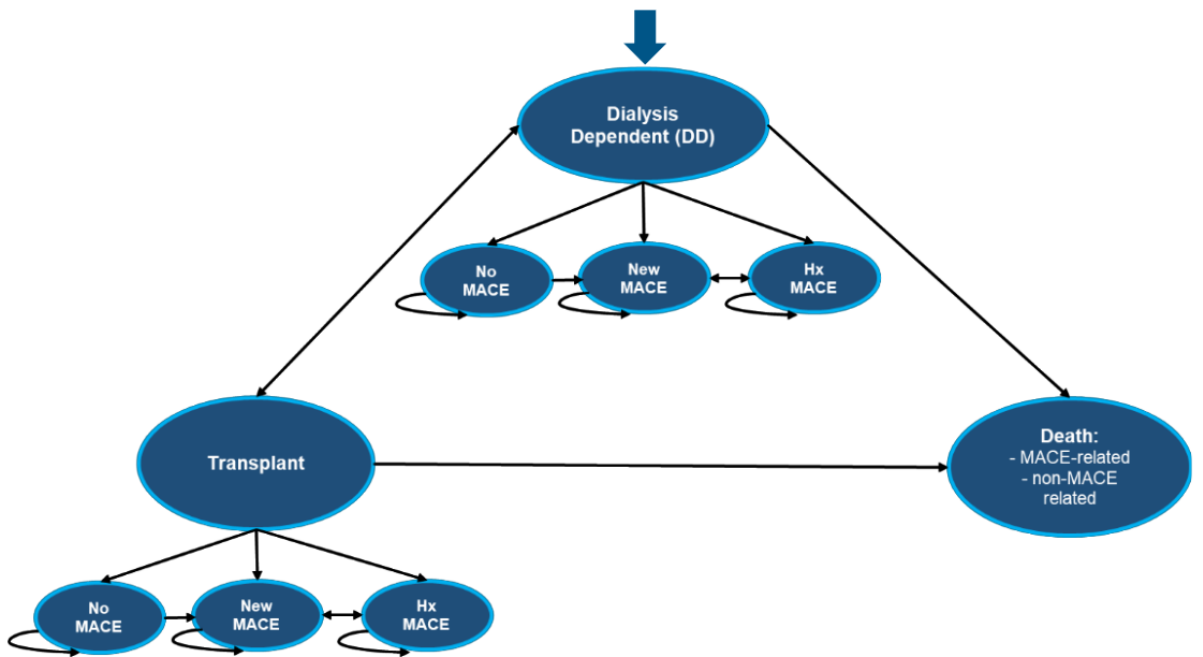 Dialysis
Dependent (DD)
No
MACE
New
MACE
Hx
MACE
Transplant
Death:
- MACE-related
- non-MACE
related
No
MACE
New
MACE
Hx
MACE